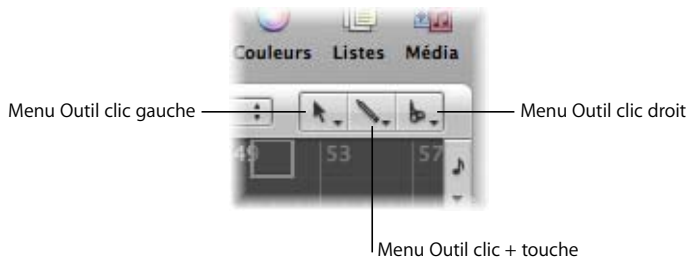 Couleurs Listes Média
Menu Outil clic gauche
Menu Outil clic droit
49 53 57
Menu Outil clic + touche